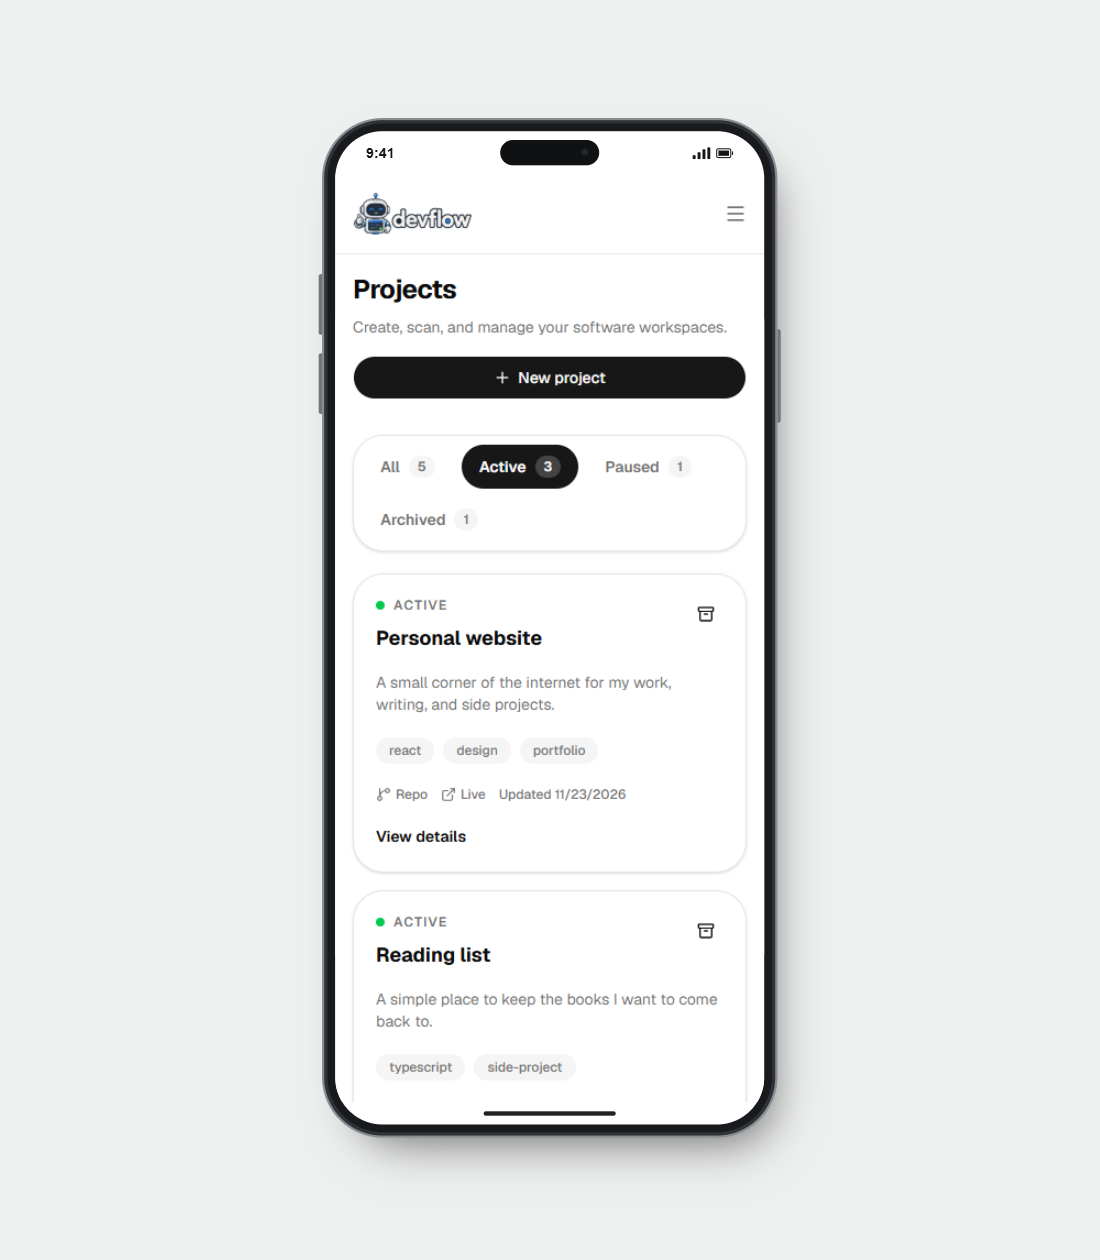 9:41
devflow
Projects
Create, scan, and manage your software workspaces.
+ New project
All 5 Active 3 Paused 1
Archived 1
ACTIVE
Personal website
A small corner of the internet for my work,
writing, and side projects.
react design portfolio
Repo Live Updated 11/23/2026
View details
ACTIVE
Reading list
A simple place to keep the books I want to come
back to.
typescript side-project